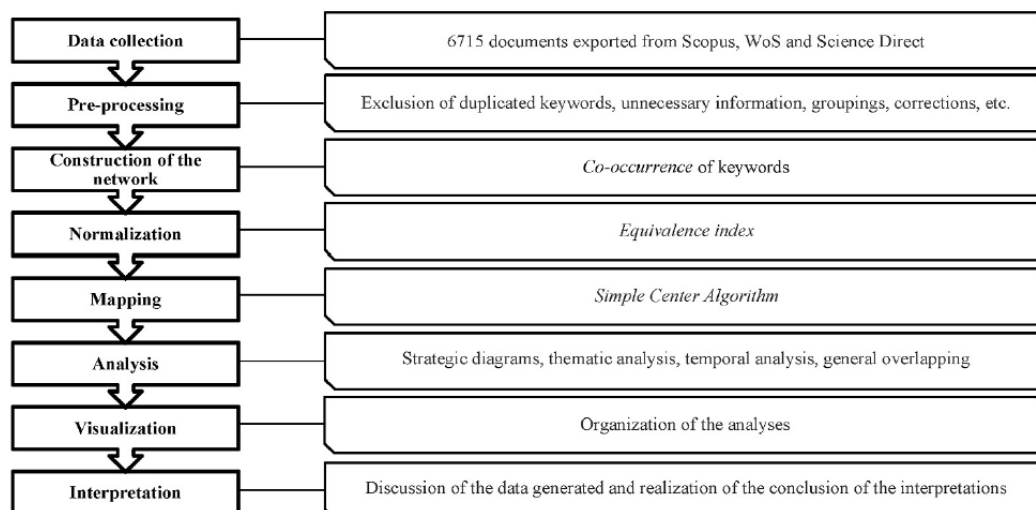 Data collection
6715 documents exported from Scopus, WoS and Science Direct
Pre-processing
Exclusion of duplicated keywords, unnecessary information, groupings, corrections, etc.
Construction of the
network
Co-occurrence of keywords
Normalization
Equivalence index
Mapping
Simple Center Algorithm
Analysis
Strategic diagrams, thematic analysis, temporal analysis, general overlapping
Visualization
Organization of the analyses
Interpretation
Discussion of the data generated and realization of the conclusion of the interpretations